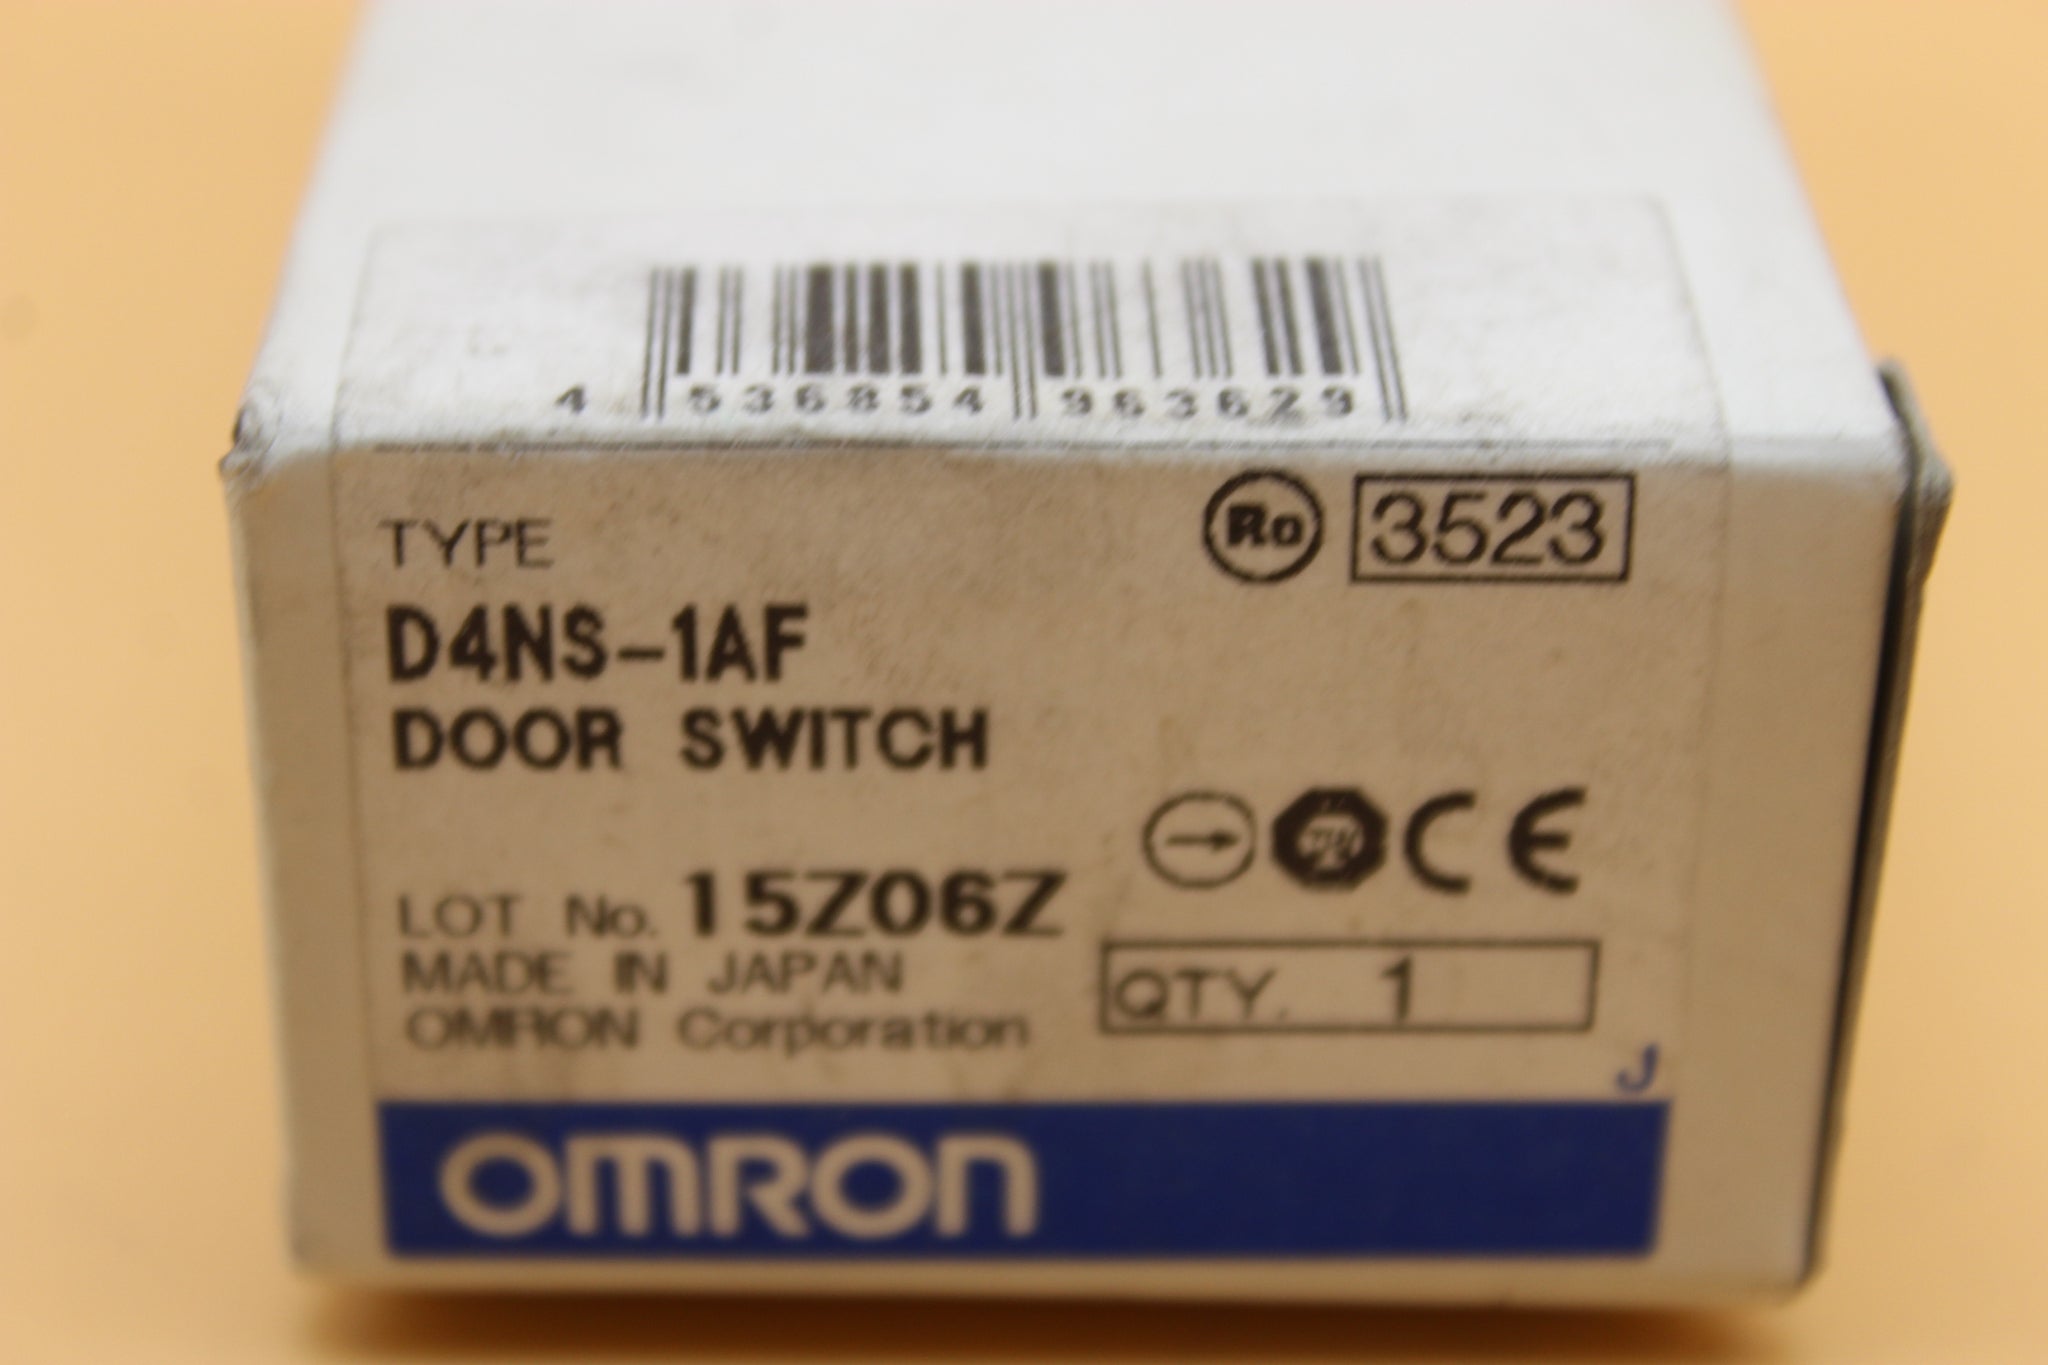 4 536854 963629
TYPE
Ro 3523
D4NS-1AF
DOOR SWITCH
CE
LOT No. 15Z06Z
MADE IN JAPAN
QTY. 1
OMRON Corporation
J
OMRON